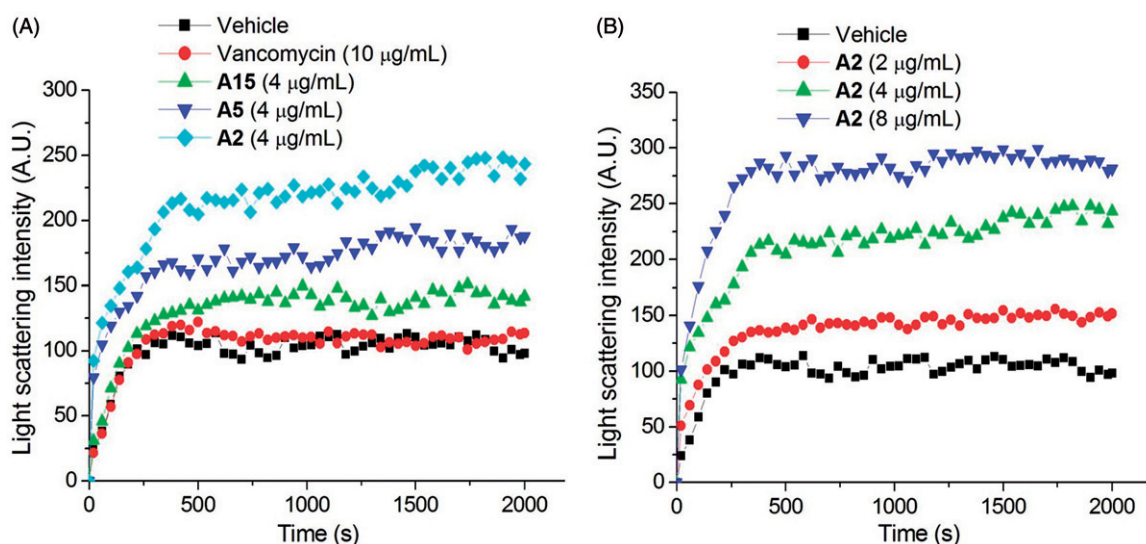 (A)
Vehicle
Vancomycin (10 μg/mL)
A15 (4 μg/mL)
A5 (4 μg/mL)
A2 (4 μg/mL)
Light scattering intensity (A.U.)
300
250
200
150
100
50
0
0 500 1000 1500 2000
Time (s)
(B)
Vehicle
A2 (2 μg/mL)
A2 (4 μg/mL)
A2 (8 μg/mL)
Light scattering intensity (A.U.)
350
300
250
200
150
100
50
0
0 500 1000 1500 2000
Time (s)